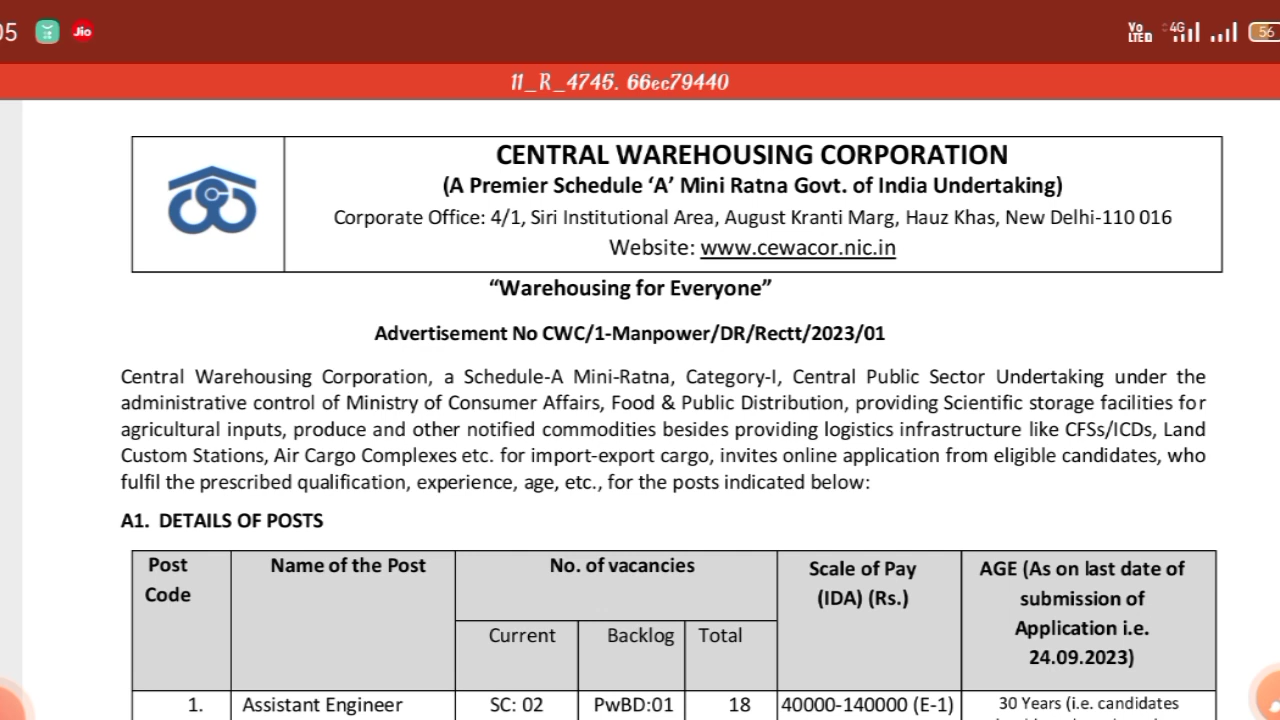 05 Jio Vo LTE 4G 56
11_R_4745. 66ec79440
CENTRAL WAREHOUSING CORPORATION
(A Premier Schedule ‘A’ Mini Ratna Govt. of India Undertaking)
Corporate Office: 4/1, Siri Institutional Area, August Kranti Marg, Hauz Khas, New Delhi-110 016
Website: www.cewacor.nic.in
“Warehousing for Everyone”
Advertisement No CWC/1-Manpower/DR/Rectt/2023/01
Central Warehousing Corporation, a Schedule-A Mini-Ratna, Category-I, Central Public Sector Undertaking under the
administrative control of Ministry of Consumer Affairs, Food & Public Distribution, providing Scientific storage facilities for
agricultural inputs, produce and other notified commodities besides providing logistics infrastructure like CFSs/ICDs, Land
Custom Stations, Air Cargo Complexes etc. for import-export cargo, invites online application from eligible candidates, who
fulfil the prescribed qualification, experience, age, etc., for the posts indicated below:
A1. DETAILS OF POSTS
Post
Code
Name of the Post
No. of vacancies
Current Backlog Total
Scale of Pay
(IDA) (Rs.)
AGE (As on last date of
submission of
Application i.e.
24.09.2023)
1. Assistant Engineer SC: 02 PwBD:01 18 40000-140000 (E-1) 30 Years (i.e. candidates